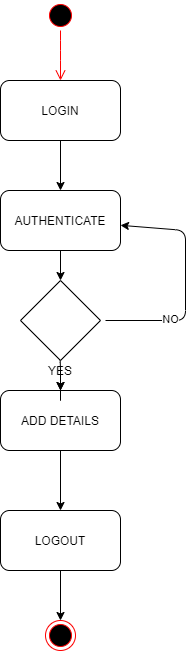 LOGIN
AUTHENTICATE
NO
YES
ADD DETAILS
LOGOUT